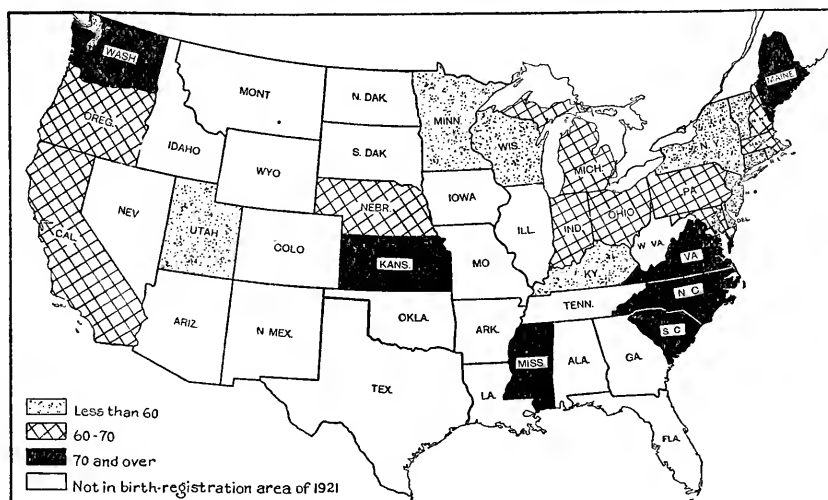 WASH.
MAINE
MONT
N. DAK.
MINN.
OREG.
IDAHO
S. DAK.
WIS.
N.Y.
WYO
MICH.
IOWA
NEBR.
PA.
NEV
OHIO
IND.
ILL.
DEL.
UTAH
COLO
W VA.
CAL.
KANS.
MO
VA
KY.
N C
TENN.
OKLA.
ARIZ.
N MEX.
ARK.
S C
MISS.
ALA.
GA.
TEX.
LA.
FLA.
Less than 60
60-70
70 and over
Not in birth-registration area of 1921